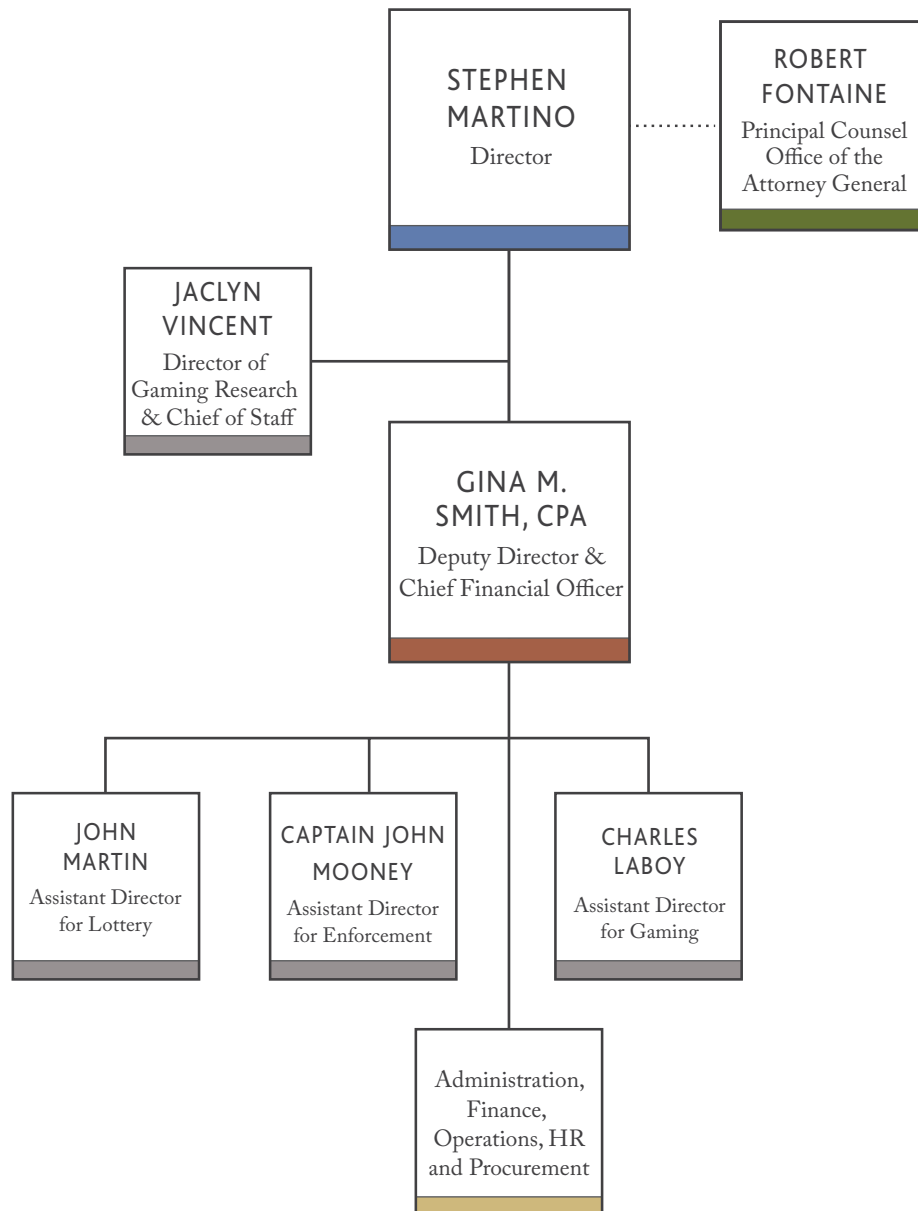 STEPHEN
MARTINO
Director
ROBERT
FONTAINE
Principal Counsel
Office of the
Attorney General
JACLYN
VINCENT
Director of
Gaming Research
& Chief of Staff
GINA M.
SMITH, CPA
Deputy Director &
Chief Financial Officer
JOHN
MARTIN
Assistant Director
for Lottery
CAPTAIN JOHN
MOONEY
Assistant Director
for Enforcement
CHARLES
LABOY
Assistant Director
for Gaming
Administration,
Finance,
Operations, HR
and Procurement